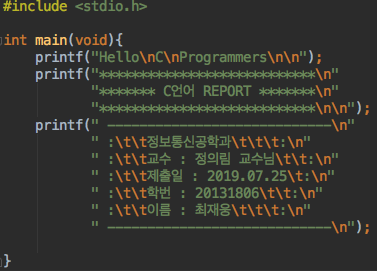 #include <stdio.h>
int main(void){
printf("Hello\nC\nProgrammers\n\n");
printf("***************************\n"
"******* C언어 REPORT *******\n"
"***************************\n\n");
printf(" ----------------------------\n"
" :\t\t정보통신공학과\t\t\t:\n"
" :\t\t교수 : 정의림 교수님\t\t:\n"
" :\t\t제출일 : 2019.07.25\t:\n"
" :\t\t학번 : 20131806\t\t:\n"
" :\t\t이름 : 최재웅\t\t\t:\n"
" ----------------------------\n");
}